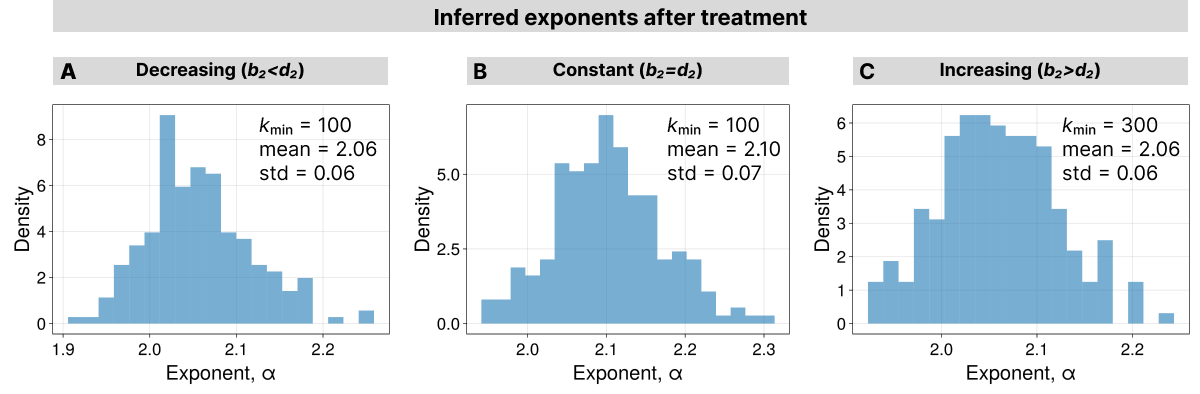 Inferred exponents after treatment
A Decreasing (b₂<d₂)
k_min = 100
mean = 2.06
std = 0.06
Density
8
6
4
2
0
1.9 2.0 2.1 2.2
Exponent, α
B Constant (b₂=d₂)
k_min = 100
mean = 2.10
std = 0.07
Density
5.0
2.5
0.0
2.0 2.1 2.2 2.3
Exponent, α
C Increasing (b₂>d₂)
k_min = 300
mean = 2.06
std = 0.06
Density
6
5
4
3
2
1
0
2.0 2.1 2.2
Exponent, α